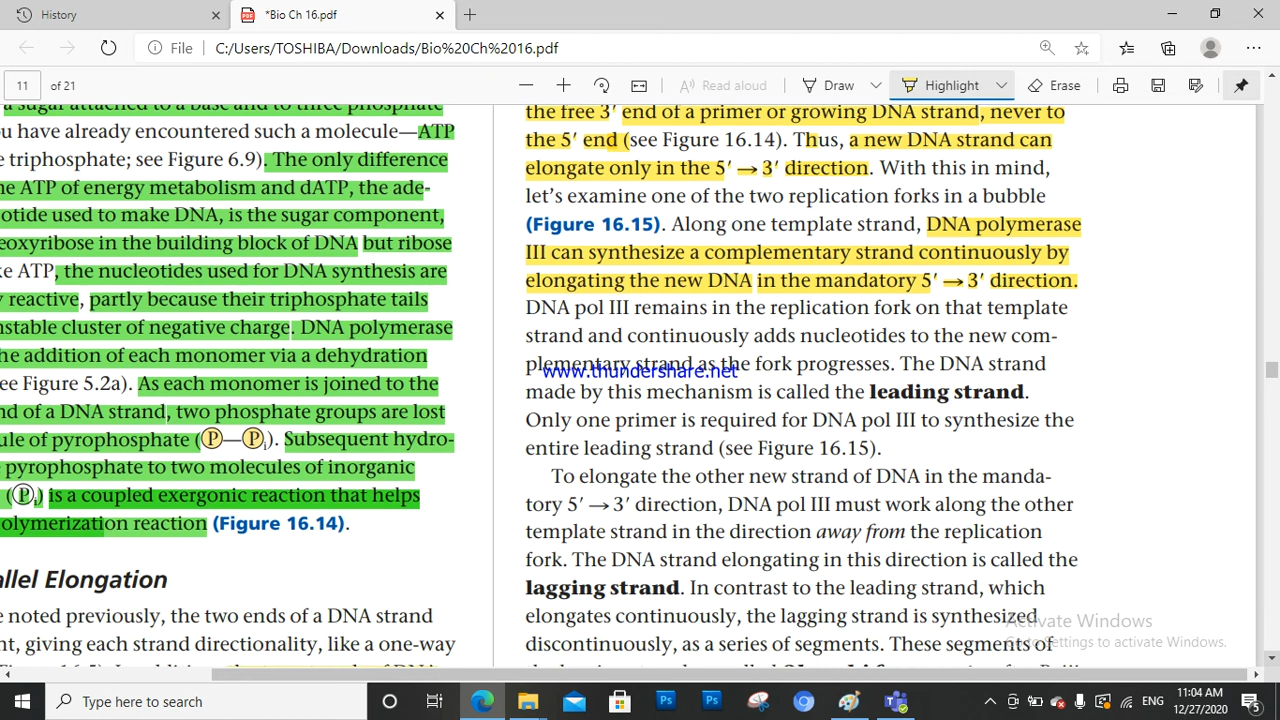 History
*Bio Ch 16.pdf
File
C:/Users/TOSHIBA/Downloads/Bio%20Ch%2016.pdf
11
of 21
Read aloud
Draw
Highlight
Erase
a sugar attached to a base and to three phosphate
ou have already encountered such a molecule—ATP
e triphosphate; see Figure 6.9). The only difference
he ATP of energy metabolism and dATP, the ade-
otide used to make DNA, is the sugar component,
eoxyribose in the building block of DNA but ribose
ke ATP, the nucleotides used for DNA synthesis are
y reactive, partly because their triphosphate tails
nstable cluster of negative charge. DNA polymerase
he addition of each monomer via a dehydration
ee Figure 5.2a). As each monomer is joined to the
nd of a DNA strand, two phosphate groups are lost
ule of pyrophosphate (P—Pi). Subsequent hydro-
e pyrophosphate to two molecules of inorganic
(Pi) is a coupled exergonic reaction that helps
olymerization reaction (Figure 16.14).
allel Elongation
e noted previously, the two ends of a DNA strand
nt, giving each strand directionality, like a one-way
the free 3′ end of a primer or growing DNA strand, never to
the 5′ end (see Figure 16.14). Thus, a new DNA strand can
elongate only in the 5′ → 3′ direction. With this in mind,
let’s examine one of the two replication forks in a bubble
(Figure 16.15). Along one template strand, DNA polymerase
III can synthesize a complementary strand continuously by
elongating the new DNA in the mandatory 5′ → 3′ direction.
DNA pol III remains in the replication fork on that template
strand and continuously adds nucleotides to the new com-
plementary strand as the fork progresses. The DNA strand
www.thundershare.net
made by this mechanism is called the leading strand.
Only one primer is required for DNA pol III to synthesize the
entire leading strand (see Figure 16.15).
To elongate the other new strand of DNA in the manda-
tory 5′ → 3′ direction, DNA pol III must work along the other
template strand in the direction away from the replication
fork. The DNA strand elongating in this direction is called the
lagging strand. In contrast to the leading strand, which
elongates continuously, the lagging strand is synthesized
discontinuously, as a series of segments. These segments of
Activate Windows
Go to Settings to activate Windows.
Type here to search
ENG
11:04 AM
12/27/2020
5